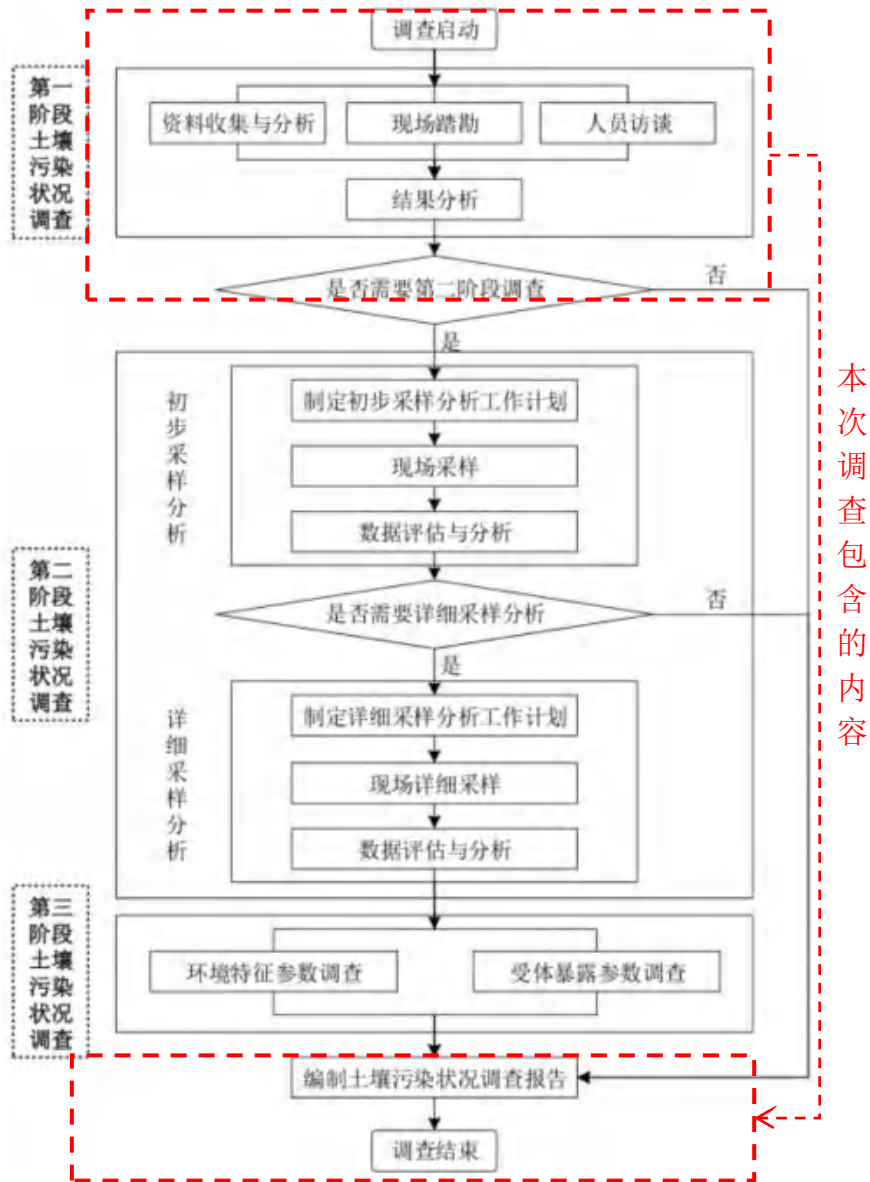 调查启动
第一
阶段
土壤
污染
状况
调查
资料收集与分析
现场踏勘
人员访谈
结果分析
是否需要第二阶段调查
否
是
初步采样分析
制定初步采样分析工作计划
现场采样
数据评估与分析
第二
阶段
土壤
污染
状况
调查
是否需要详细采样分析
否
是
详细采样分析
制定详细采样分析工作计划
现场详细采样
数据评估与分析
第三
阶段
土壤
污染
状况
调查
环境特征参数调查
受体暴露参数调查
编制土壤污染状况调查报告
调查结束
本次调查包含的内容